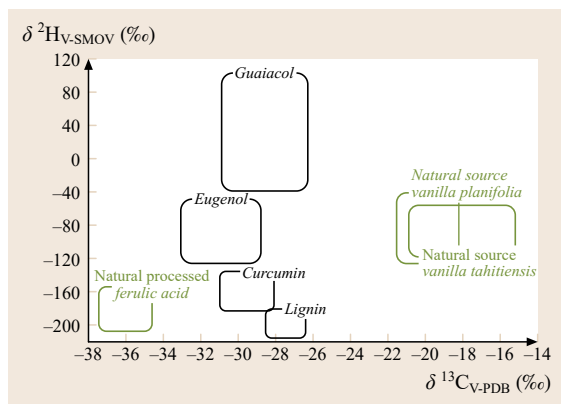 δ ²H_V-SMOV (‰)
120
80
40
0
–40
–80
–120
–160
–200
Guaiacol
Natural source
vanilla planifolia
Eugenol
Natural source
vanilla tahitiensis
Curcumin
Natural processed
ferulic acid
Lignin
–38 –36 –34 –32 –30 –28 –26 –24 –22 –20 –18 –16 –14
δ ¹³C_V-PDB (‰)